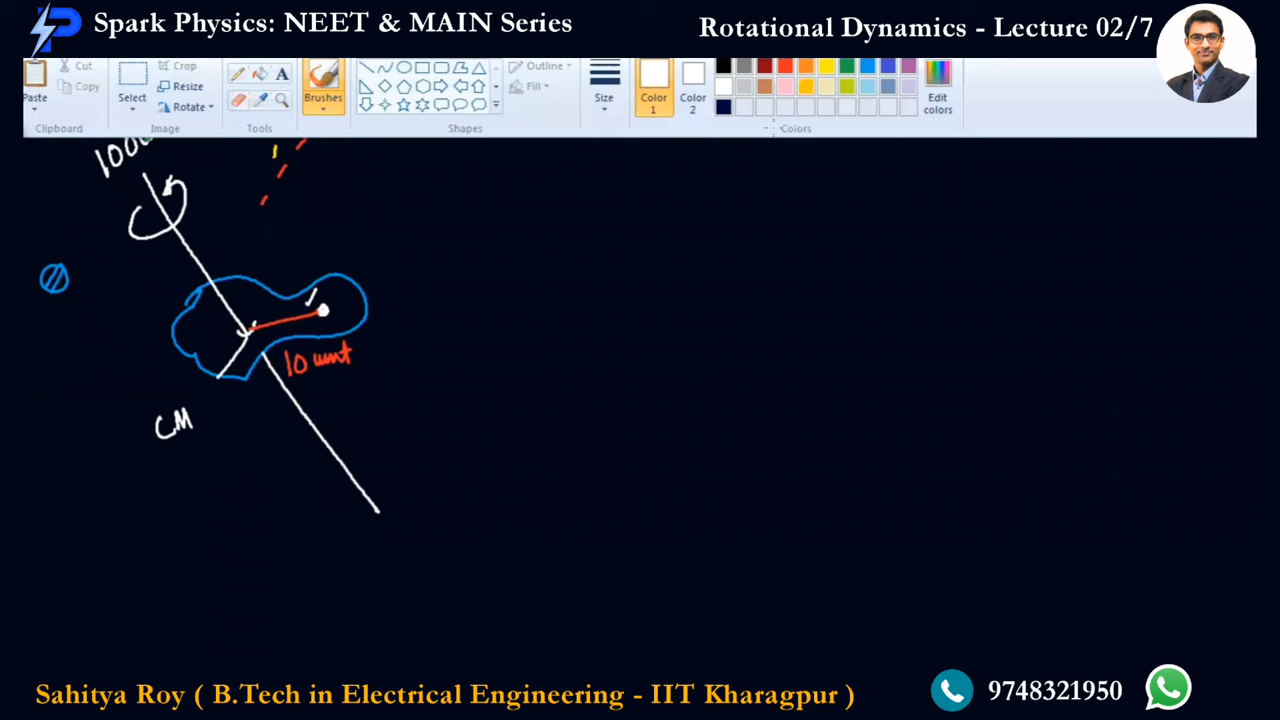 Spark Physics: NEET & MAIN Series
Rotational Dynamics - Lecture 02/7
Cut
Crop
Outline
Copy
Resize
Fill
Paste
Select
Rotate
Brushes
Size
Color
1
Color
2
Edit
colors
Clipboard
Image
Tools
Shapes
Colors
10 unit
CM
Sahitya Roy ( B.Tech in Electrical Engineering - IIT Kharagpur )
9748321950